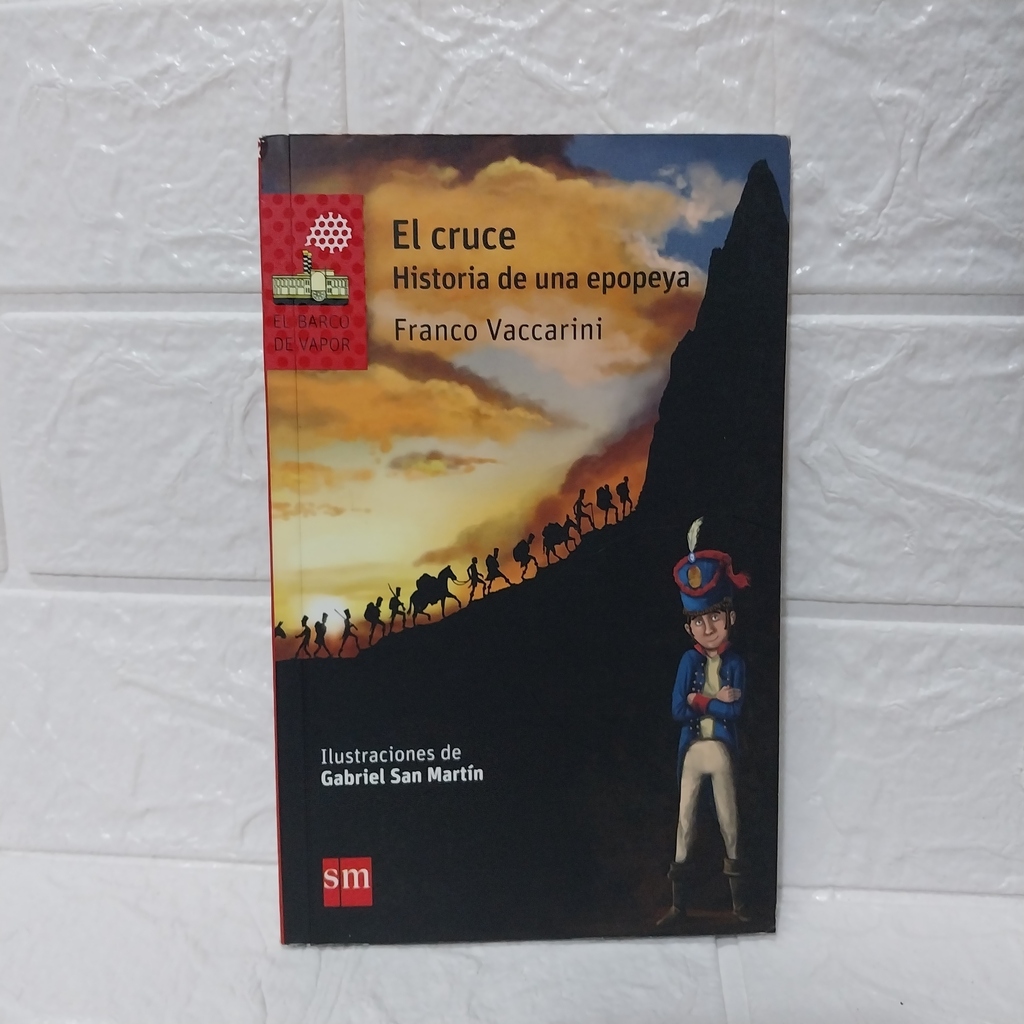 El cruce
Historia de una epopeya
Franco Vaccarini
EL BARCO
DE VAPOR
Ilustraciones de
Gabriel San Martín
sm